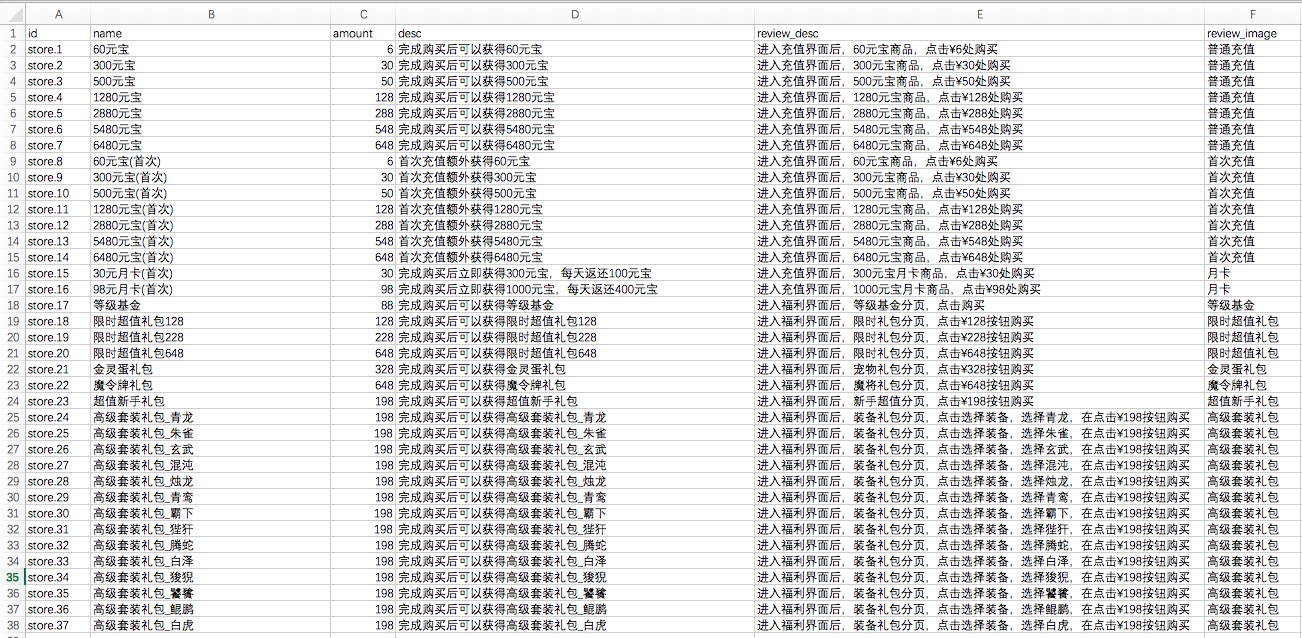 A B C D E F
1 id name amount desc review_desc review_image
2 store.1 60元宝 6 完成购买后可以获得60元宝 进入充值界面后，60元宝商品，点击¥6处购买 普通充值
3 store.2 300元宝 30 完成购买后可以获得300元宝 进入充值界面后，300元宝商品，点击¥30处购买 普通充值
4 store.3 500元宝 50 完成购买后可以获得500元宝 进入充值界面后，500元宝商品，点击¥50处购买 普通充值
5 store.4 1280元宝 128 完成购买后可以获得1280元宝 进入充值界面后，1280元宝商品，点击¥128处购买 普通充值
6 store.5 2880元宝 288 完成购买后可以获得2880元宝 进入充值界面后，2880元宝商品，点击¥288处购买 普通充值
7 store.6 5480元宝 548 完成购买后可以获得5480元宝 进入充值界面后，5480元宝商品，点击¥548处购买 普通充值
8 store.7 6480元宝 648 完成购买后可以获得6480元宝 进入充值界面后，6480元宝商品，点击¥648处购买 普通充值
9 store.8 60元宝(首次) 6 首次充值额外获得60元宝 进入充值界面后，60元宝商品，点击¥6处购买 首次充值
10 store.9 300元宝(首次) 30 首次充值额外获得300元宝 进入充值界面后，300元宝商品，点击¥30处购买 首次充值
11 store.10 500元宝(首次) 50 首次充值额外获得500元宝 进入充值界面后，500元宝商品，点击¥50处购买 首次充值
12 store.11 1280元宝(首次) 128 首次充值额外获得1280元宝 进入充值界面后，1280元宝商品，点击¥128处购买 首次充值
13 store.12 2880元宝(首次) 288 首次充值额外获得2880元宝 进入充值界面后，2880元宝商品，点击¥288处购买 首次充值
14 store.13 5480元宝(首次) 548 首次充值额外获得5480元宝 进入充值界面后，5480元宝商品，点击¥548处购买 首次充值
15 store.14 6480元宝(首次) 648 首次充值额外获得6480元宝 进入充值界面后，6480元宝商品，点击¥648处购买 首次充值
16 store.15 30元月卡(首次) 30 完成购买后立即获得300元宝，每天返还100元宝 进入充值界面后，300元宝月卡商品，点击¥30处购买 月卡
17 store.16 98元月卡(首次) 98 完成购买后立即获得1000元宝，每天返还400元宝 进入充值界面后，1000元宝月卡商品，点击¥98处购买 月卡
18 store.17 等级基金 88 完成购买后可以获得等级基金 进入福利界面后，等级基金分页，点击购买 等级基金
19 store.18 限时超值礼包128 128 完成购买后可以获得限时超值礼包128 进入福利界面后，限时礼包分页，点击¥128按钮购买 限时超值礼包
20 store.19 限时超值礼包228 228 完成购买后可以获得限时超值礼包228 进入福利界面后，限时礼包分页，点击¥228按钮购买 限时超值礼包
21 store.20 限时超值礼包648 648 完成购买后可以获得限时超值礼包648 进入福利界面后，限时礼包分页，点击¥648按钮购买 限时超值礼包
22 store.21 金灵蛋礼包 328 完成购买后可以获得金灵蛋礼包 进入福利界面后，宠物礼包分页，点击¥328按钮购买 金灵蛋礼包
23 store.22 魔令牌礼包 648 完成购买后可以获得魔令牌礼包 进入福利界面后，魔将礼包分页，点击¥648按钮购买 魔令牌礼包
24 store.23 超值新手礼包 198 完成购买后可以获得超值新手礼包 进入福利界面后，新手超值分页，点击¥198按钮购买 超值新手礼包
25 store.24 高级套装礼包_青龙 198 完成购买后可以获得高级套装礼包_青龙 进入福利界面后，装备礼包分页，点击选择装备，选择青龙，在点击¥198按钮购买 高级套装礼包
26 store.25 高级套装礼包_朱雀 198 完成购买后可以获得高级套装礼包_朱雀 进入福利界面后，装备礼包分页，点击选择装备，选择朱雀，在点击¥198按钮购买 高级套装礼包
27 store.26 高级套装礼包_玄武 198 完成购买后可以获得高级套装礼包_玄武 进入福利界面后，装备礼包分页，点击选择装备，选择玄武，在点击¥198按钮购买 高级套装礼包
28 store.27 高级套装礼包_混沌 198 完成购买后可以获得高级套装礼包_混沌 进入福利界面后，装备礼包分页，点击选择装备，选择混沌，在点击¥198按钮购买 高级套装礼包
29 store.28 高级套装礼包_烛龙 198 完成购买后可以获得高级套装礼包_烛龙 进入福利界面后，装备礼包分页，点击选择装备，选择烛龙，在点击¥198按钮购买 高级套装礼包
30 store.29 高级套装礼包_青鸾 198 完成购买后可以获得高级套装礼包_青鸾 进入福利界面后，装备礼包分页，点击选择装备，选择青鸾，在点击¥198按钮购买 高级套装礼包
31 store.30 高级套装礼包_霸下 198 完成购买后可以获得高级套装礼包_霸下 进入福利界面后，装备礼包分页，点击选择装备，选择霸下，在点击¥198按钮购买 高级套装礼包
32 store.31 高级套装礼包_狴犴 198 完成购买后可以获得高级套装礼包_狴犴 进入福利界面后，装备礼包分页，点击选择装备，选择狴犴，在点击¥198按钮购买 高级套装礼包
33 store.32 高级套装礼包_腾蛇 198 完成购买后可以获得高级套装礼包_腾蛇 进入福利界面后，装备礼包分页，点击选择装备，选择腾蛇，在点击¥198按钮购买 高级套装礼包
34 store.33 高级套装礼包_白泽 198 完成购买后可以获得高级套装礼包_白泽 进入福利界面后，装备礼包分页，点击选择装备，选择白泽，在点击¥198按钮购买 高级套装礼包
35 store.34 高级套装礼包_狻猊 198 完成购买后可以获得高级套装礼包_狻猊 进入福利界面后，装备礼包分页，点击选择装备，选择狻猊，在点击¥198按钮购买 高级套装礼包
36 store.35 高级套装礼包_饕餮 198 完成购买后可以获得高级套装礼包_饕餮 进入福利界面后，装备礼包分页，点击选择装备，选择饕餮，在点击¥198按钮购买 高级套装礼包
37 store.36 高级套装礼包_鲲鹏 198 完成购买后可以获得高级套装礼包_鲲鹏 进入福利界面后，装备礼包分页，点击选择装备，选择鲲鹏，在点击¥198按钮购买 高级套装礼包
38 store.37 高级套装礼包_白虎 198 完成购买后可以获得高级套装礼包_白虎 进入福利界面后，装备礼包分页，点击选择装备，选择白虎，在点击¥198按钮购买 高级套装礼包